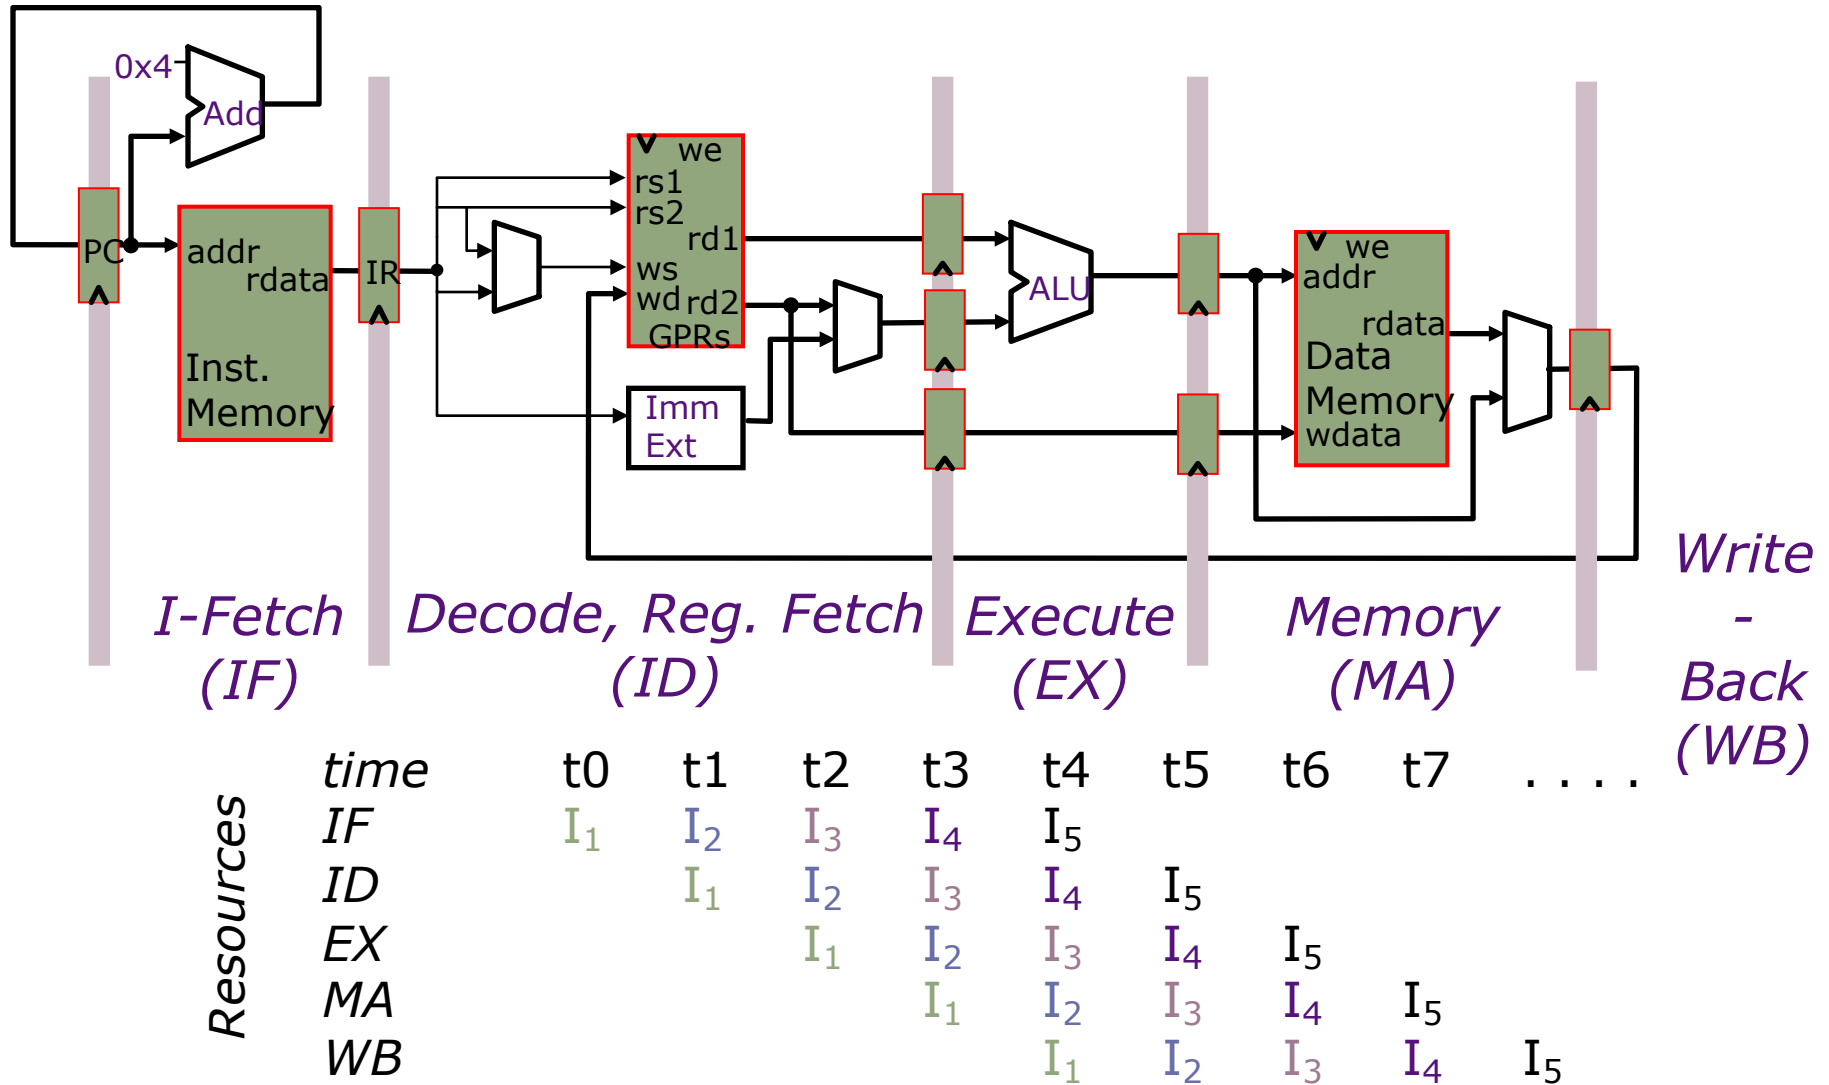 0x4
Add
PC
addr
rdata
Inst.
Memory
IR
we
rs1
rs2
rd1
ws
wd rd2
GPRs
Imm
Ext
ALU
we
addr
rdata
Data
Memory
wdata
I-Fetch
(IF)
Decode, Reg. Fetch
(ID)
Execute
(EX)
Memory
(MA)
Write
-
Back
(WB)
Resources
time t0 t1 t2 t3 t4 t5 t6 t7 . . . .
IF I₁ I₂ I₃ I₄ I₅
ID I₁ I₂ I₃ I₄ I₅
EX I₁ I₂ I₃ I₄ I₅
MA I₁ I₂ I₃ I₄ I₅
WB I₁ I₂ I₃ I₄ I₅